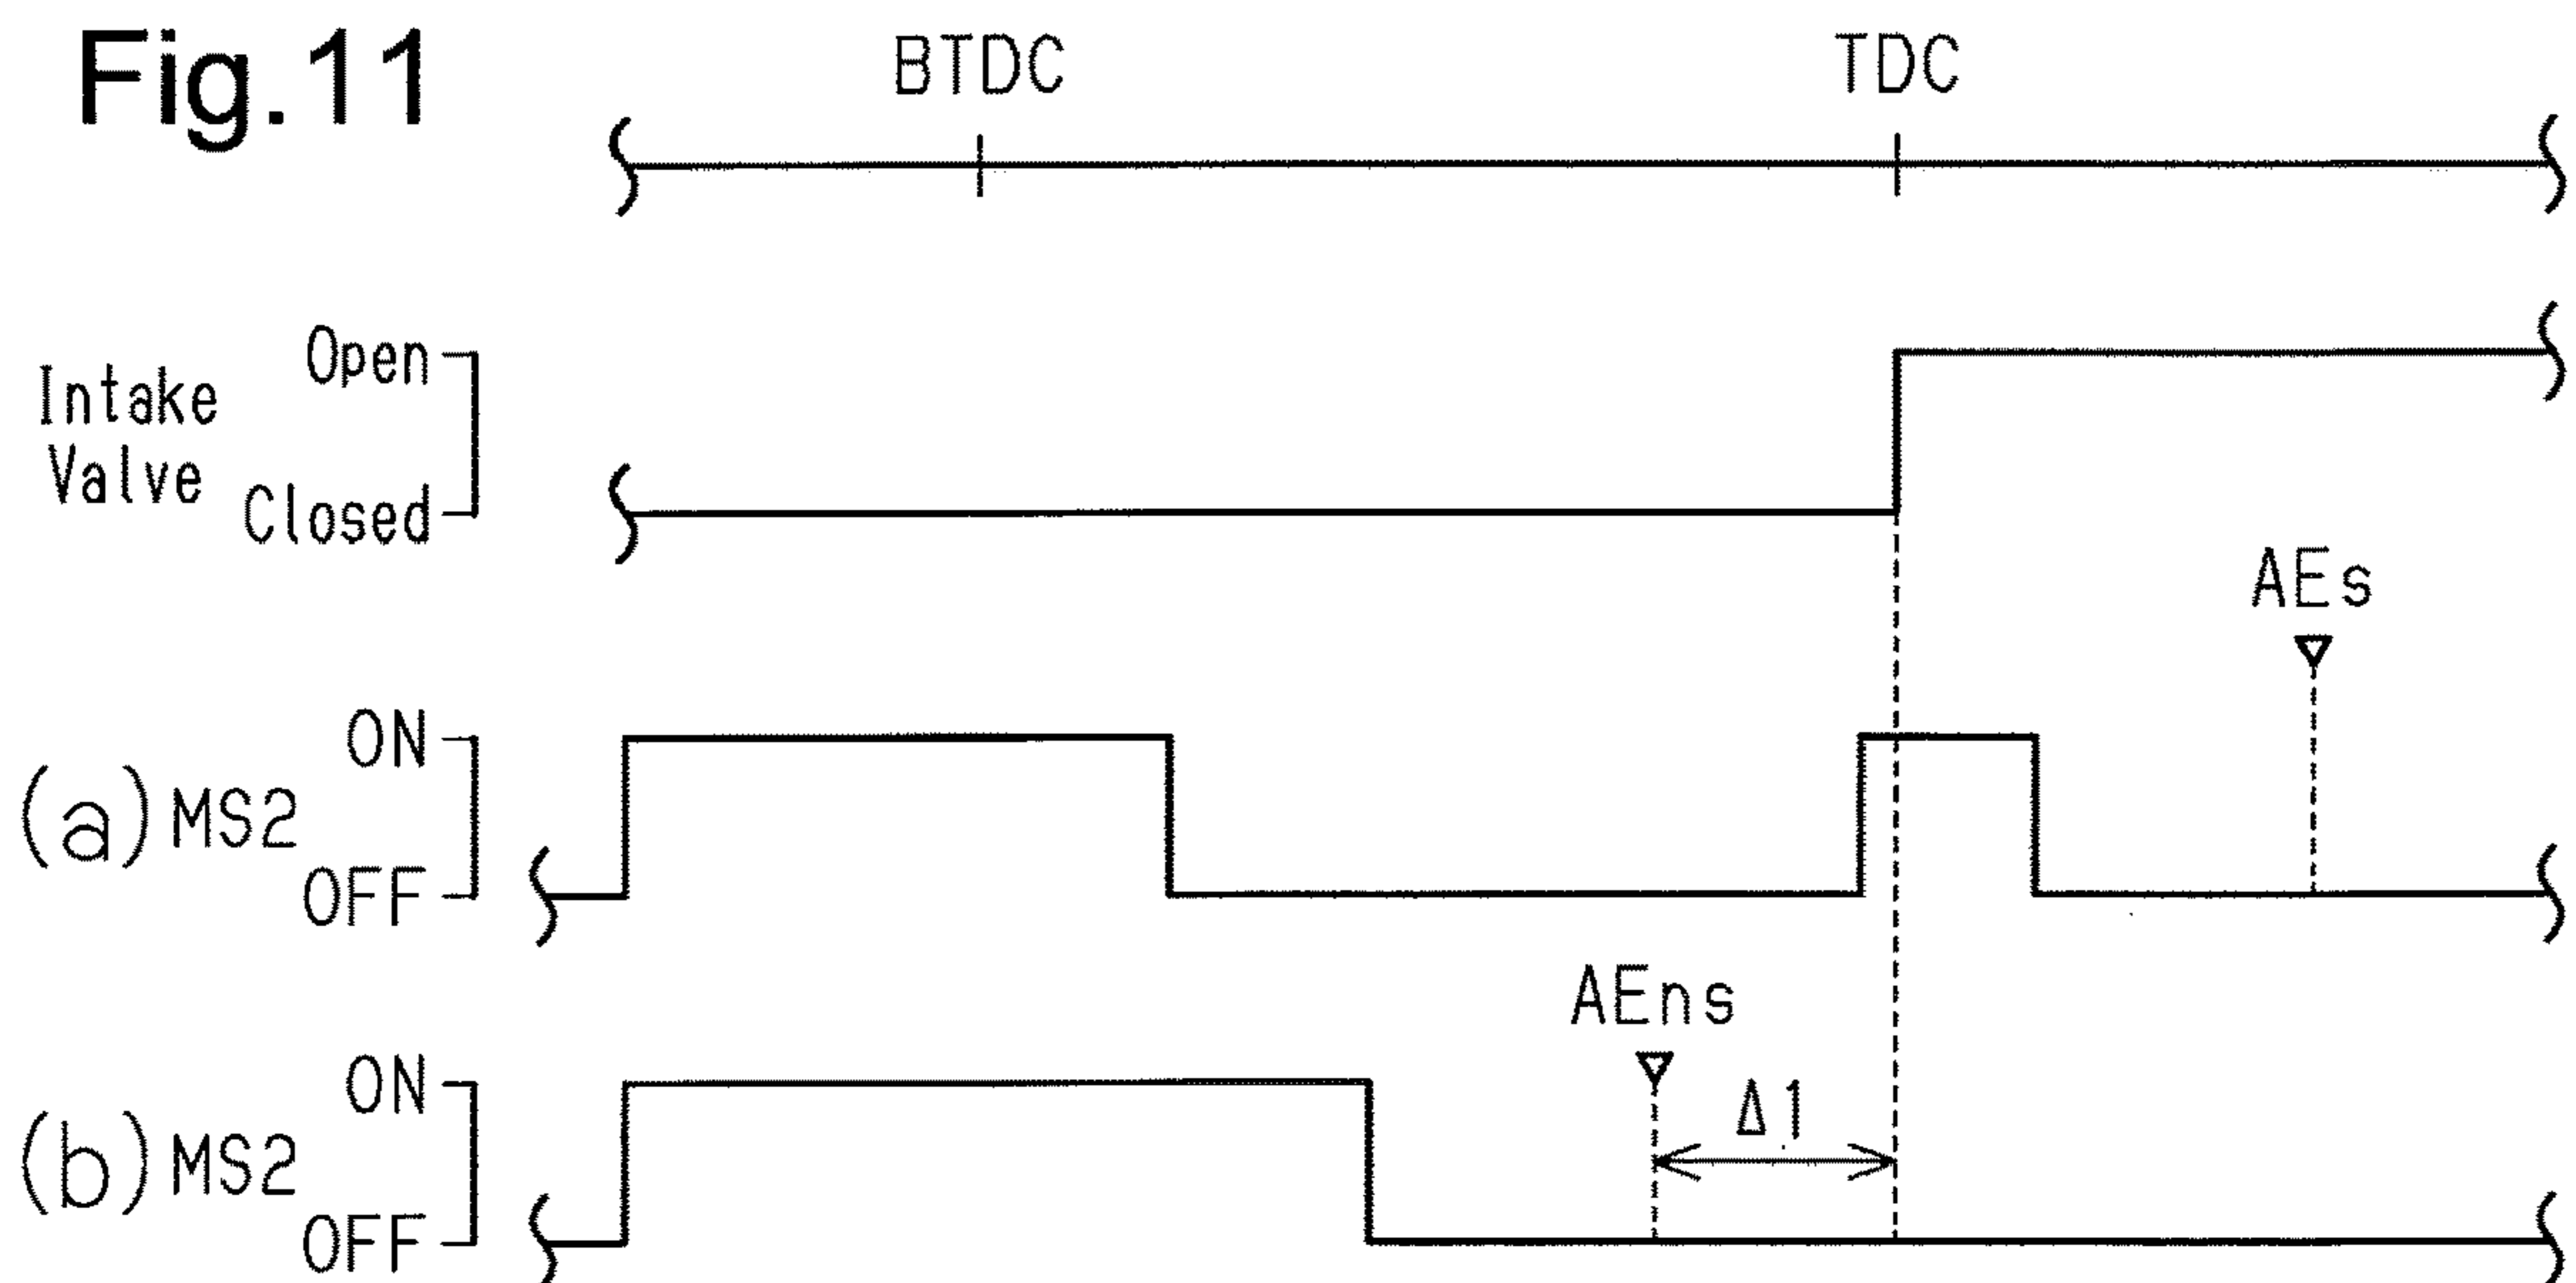 Fig.11
BTDC
TDC
Intake
Valve
Open
Closed
AEs
(a) MS2
ON
OFF
AEns
Δ1
(b) MS2
ON
OFF